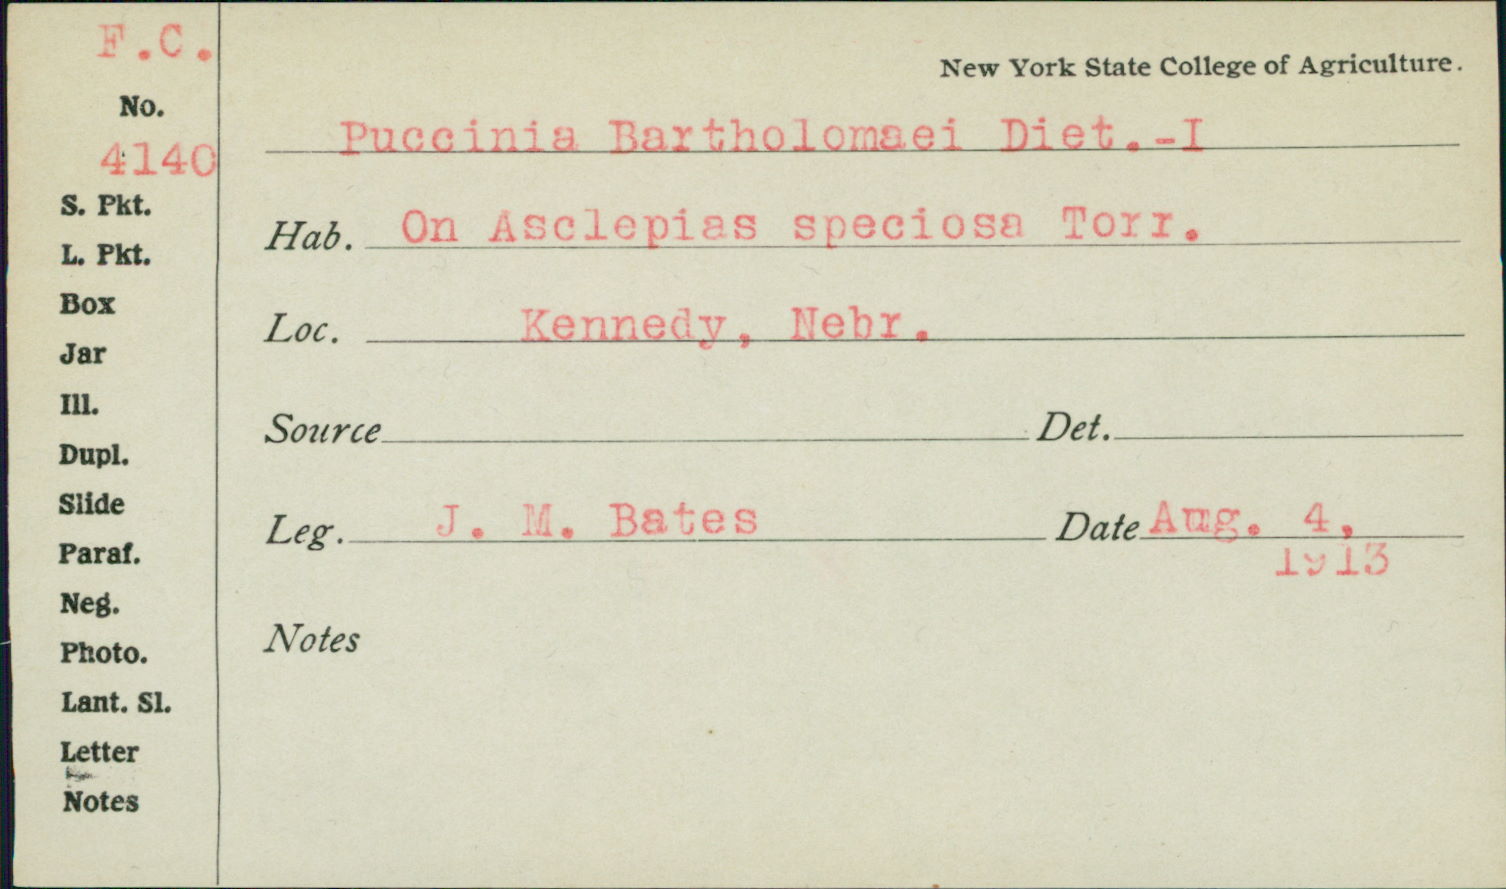 F.C.
New York State College of Agriculture.
No.
4140
Puccinia Bartholomaei Diet.-I
S. Pkt.
Hab. On Asclepias speciosa Torr.
L. Pkt.
Box
Loc. Kennedy, Nebr.
Jar
Ill.
Source Det.
Dupl.
Slide
Leg. J. M. Bates Date Aug. 4,
1913
Paraf.
Neg.
Notes
Photo.
Lant. Sl.
Letter
Notes